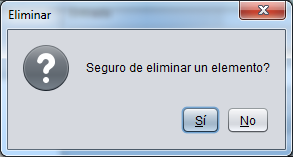 Eliminar
Seguro de eliminar un elemento?
Sí
No